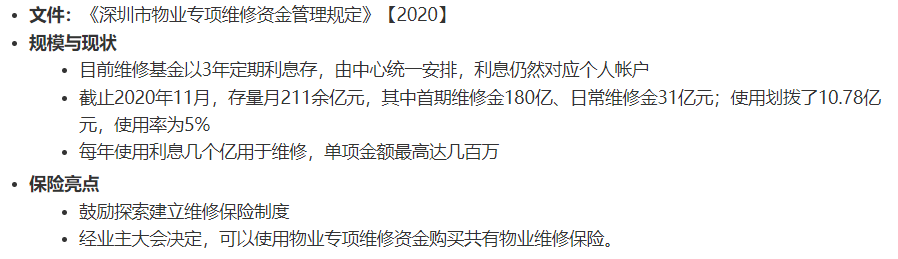 • 文件：《深圳市物业专项维修资金管理规定》【2020】
• 规模与现状
• 目前维修基金以3年定期利息存，由中心统一安排，利息仍然对应个人帐户
• 截止2020年11月，存量月211余亿元，其中首期维修金180亿、日常维修金31亿元；使用划拨了10.78亿
元，使用率为5%
• 每年使用利息几个亿用于维修，单项金额最高达几百万
• 保险亮点
• 鼓励探索建立维修保险制度
• 经业主大会决定，可以使用物业专项维修资金购买共有物业维修保险。